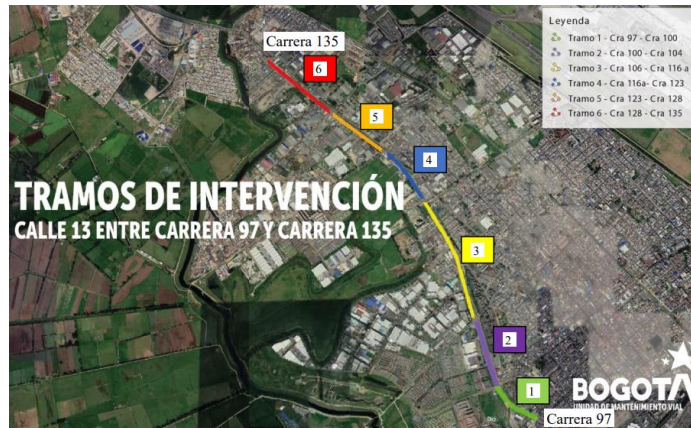 Carrera 135
Leyenda
Tramo 1 - Cra 97 - Cra 100
Tramo 2 - Cra 100 - Cra 104
Tramo 3 - Cra 106 - Cra 116 a
Tramo 4 - Cra 116a- Cra 123
Tramo 5 - Cra 123 - Cra 128
Tramo 6 - Cra 128 - Cra 135
6
5
4
TRAMOS DE INTERVENCIÓN
CALLE 13 ENTRE CARRERA 97 Y CARRERA 135
3
2
1
BOGOTÁ
UNIDAD DE MANTENIMIENTO VIAL
Carrera 97